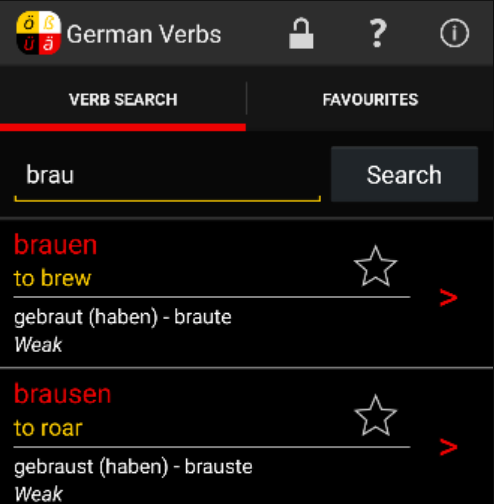 ö ß ü ä German Verbs ? i
VERB SEARCH FAVOURITES
brau Search
brauen
to brew
>
gebraut (haben) - braute
Weak
brausen
to roar
>
gebraust (haben) - brauste
Weak